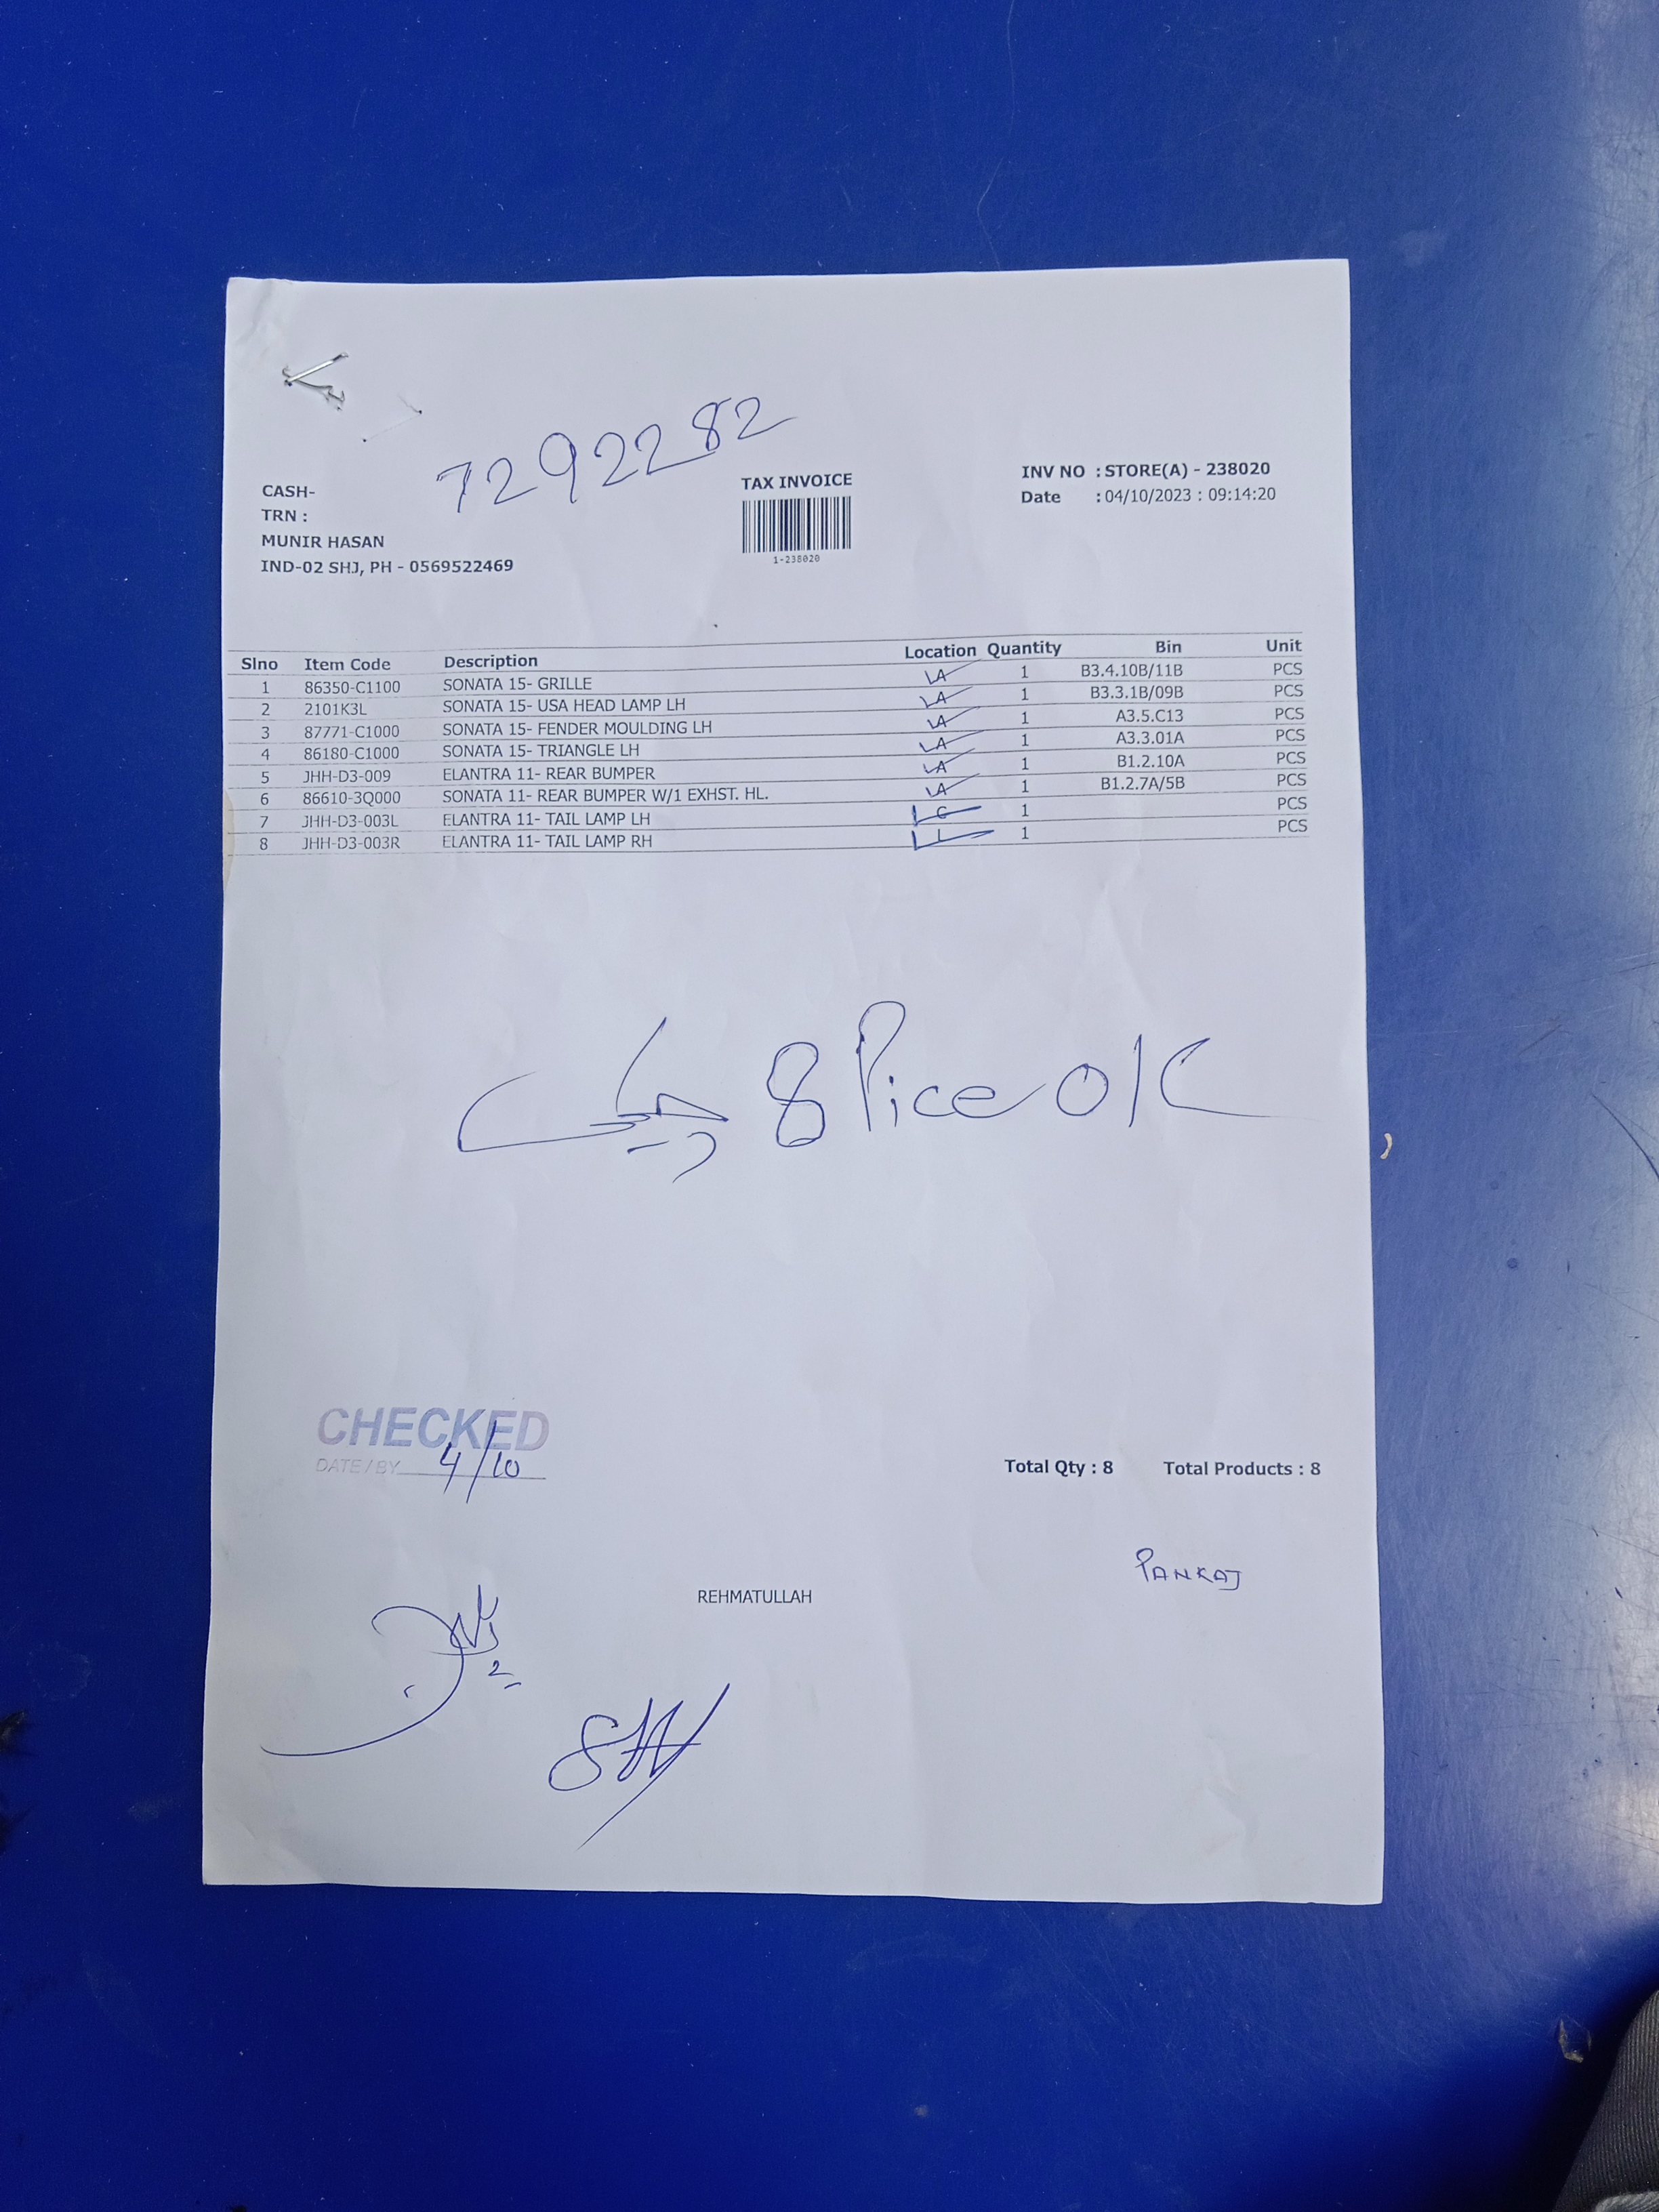 7292282
CASH-
TRN :
MUNIR HASAN
IND-02 SHJ, PH - 0569522469
TAX INVOICE
1-238020
INV NO : STORE(A) - 238020
Date : 04/10/2023 : 09:14:20
Slno Item Code Description Location Quantity Bin Unit
1 86350-C1100 SONATA 15- GRILLE A 1 B3.4.10B/11B PCS
2 2101K3L SONATA 15- USA HEAD LAMP LH A 1 B3.3.1B/09B PCS
3 87771-C1000 SONATA 15- FENDER MOULDING LH A 1 A3.5.C13 PCS
4 86180-C1000 SONATA 15- TRIANGLE LH A 1 A3.3.01A PCS
5 JHH-D3-009 ELANTRA 11- REAR BUMPER A 1 B1.2.10A PCS
6 86610-3Q000 SONATA 11- REAR BUMPER W/1 EXHST. HL. A 1 B1.2.7A/5B PCS
7 JHH-D3-003L ELANTRA 11- TAIL LAMP LH 1 PCS
8 JHH-D3-003R ELANTRA 11- TAIL LAMP RH 1 PCS
8 Pice OK
CHECKED
DATE/BY 4/10
Total Qty : 8 Total Products : 8
PANKAJ
REHMATULLAH